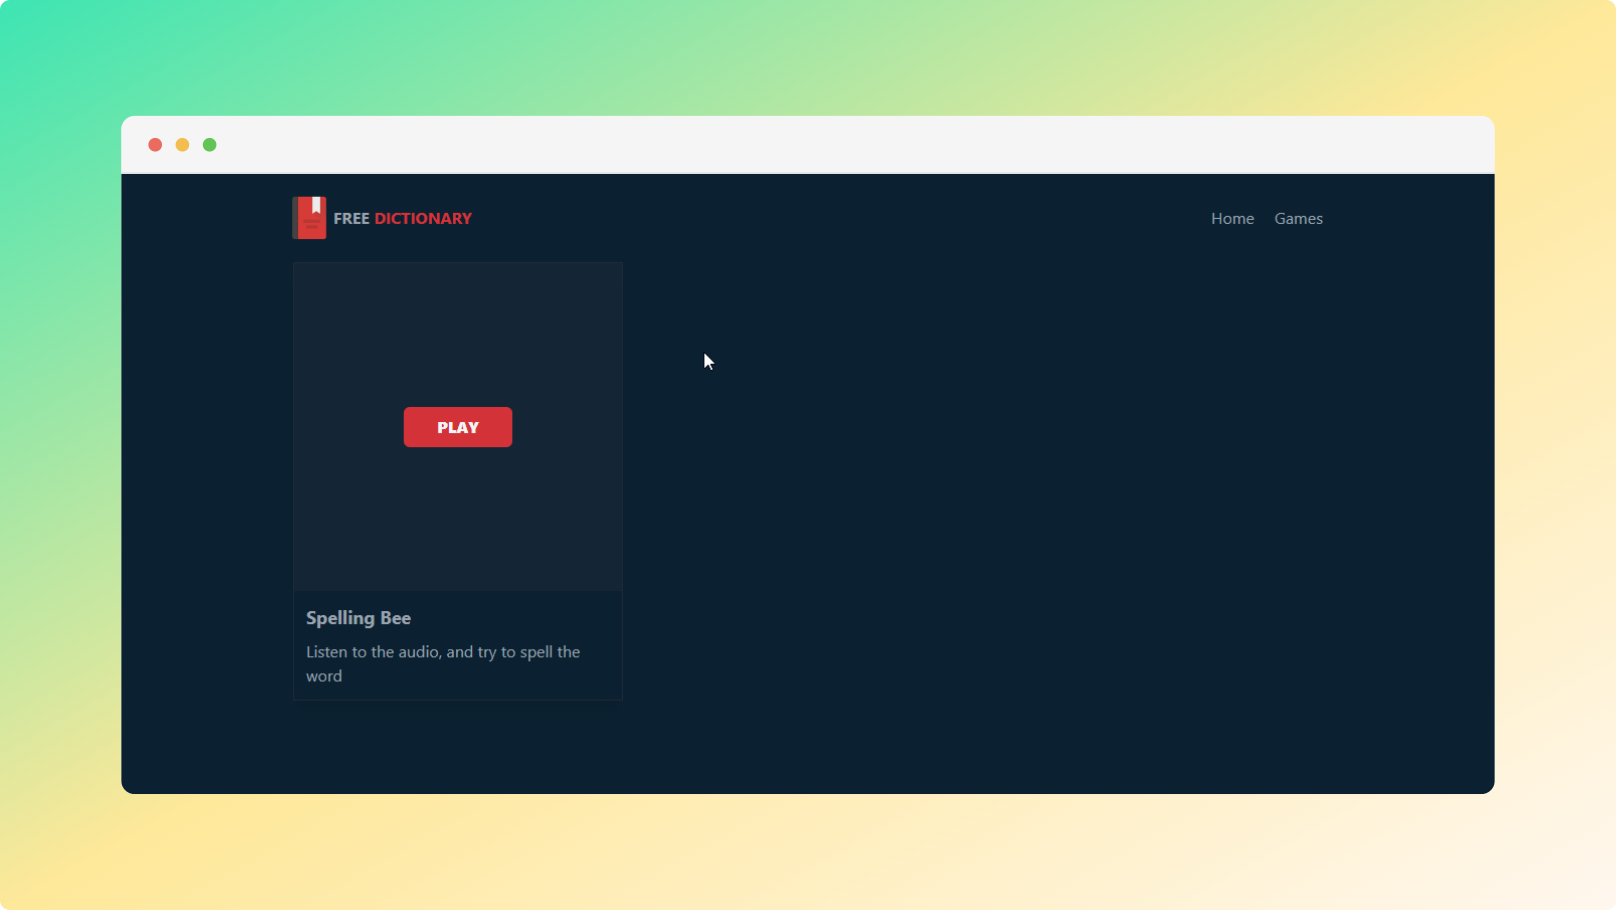 FREE DICTIONARY
Home
Games
PLAY
Spelling Bee
Listen to the audio, and try to spell the
word